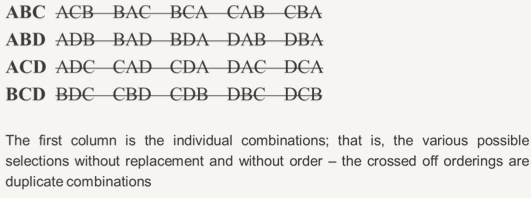 ABC ACB BAC BCA CAB CBA
ABD ADB BAD BDA DAB DBA
ACD ADC CAD CDA DAC DCA
BCD BDC CBD CDB DBC DCB
The first column is the individual combinations; that is, the various possible
selections without replacement and without order – the crossed off orderings are
duplicate combinations